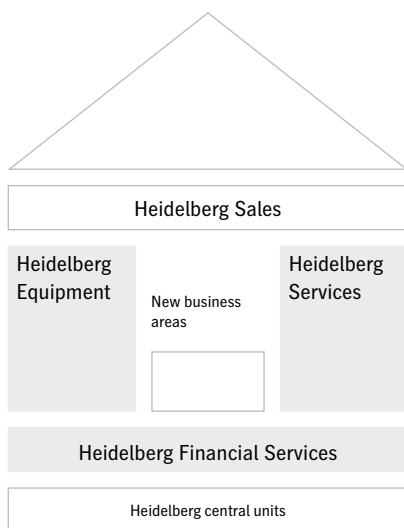 Heidelberg Sales
Heidelberg
Equipment
New business
areas
Heidelberg
Services
Heidelberg Financial Services
Heidelberg central units